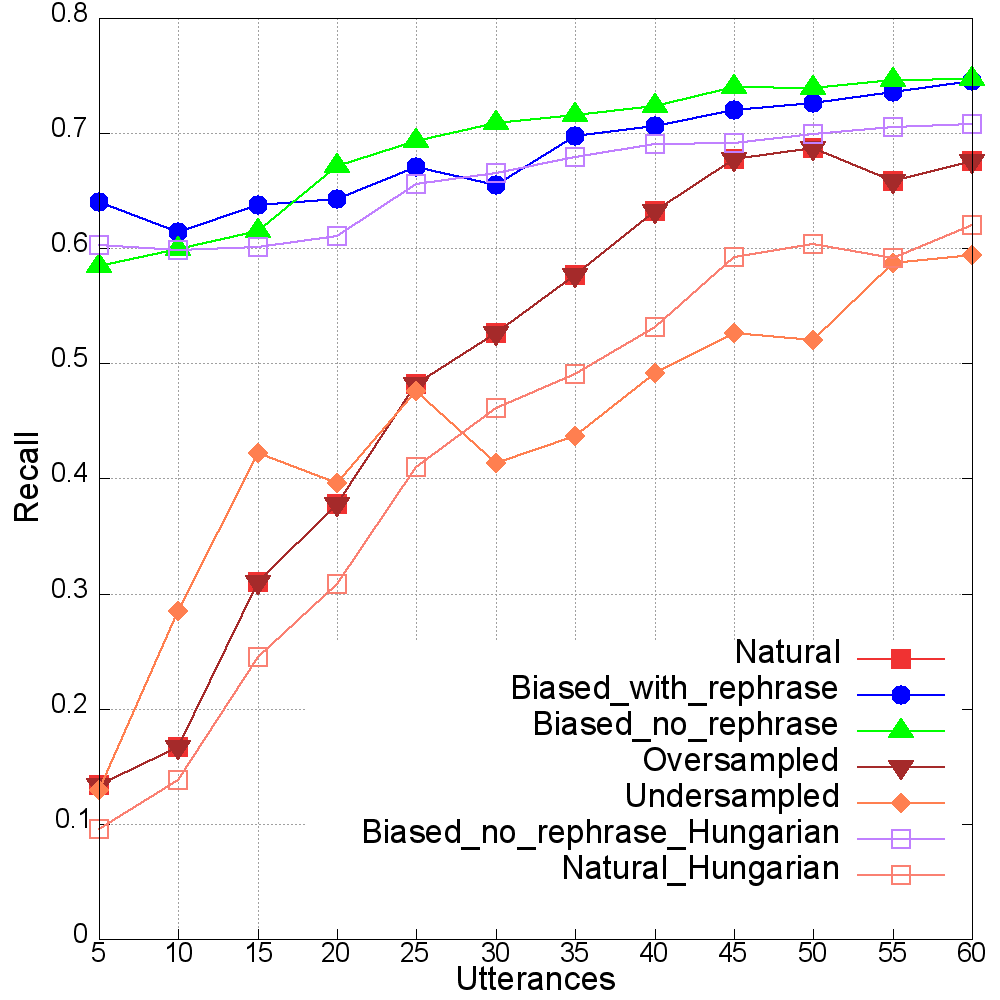 0.8
0.7
0.6
0.5
0.4
0.3
0.2
0.1
0
Recall
Natural
Biased_with_rephrase
Biased_no_rephrase
Oversampled
Undersampled
Biased_no_rephrase_Hungarian
Natural_Hungarian
5 10 15 20 25 30 35 40 45 50 55 60
Utterances